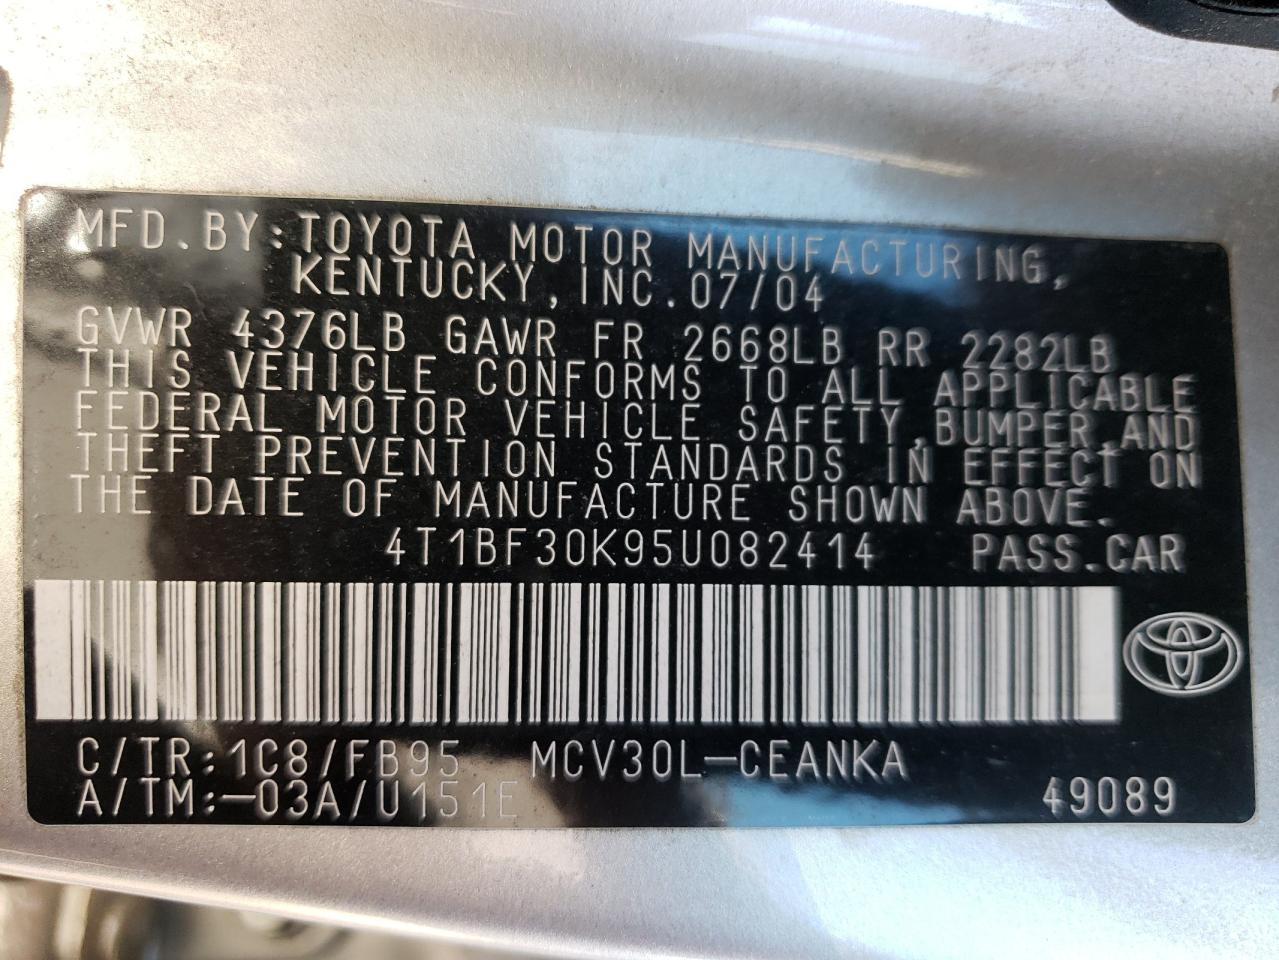 MFD.BY:TOYOTA MOTOR MANUFACTURING,
KENTUCKY,INC.07/04
GVWR 4376LB GAWR FR 2668LB RR 2282LB
THIS VEHICLE CONFORMS TO ALL APPLICABLE
FEDERAL MOTOR VEHICLE SAFETY,BUMPER,AND
THEFT PREVENTION STANDARDS IN EFFECT ON
THE DATE OF MANUFACTURE SHOWN ABOVE.
4T1BF30K95U082414 PASS.CAR
C/TR:1C8/FB95 MCV30L-CEANKA
A/TM:-03A/U151E 49089